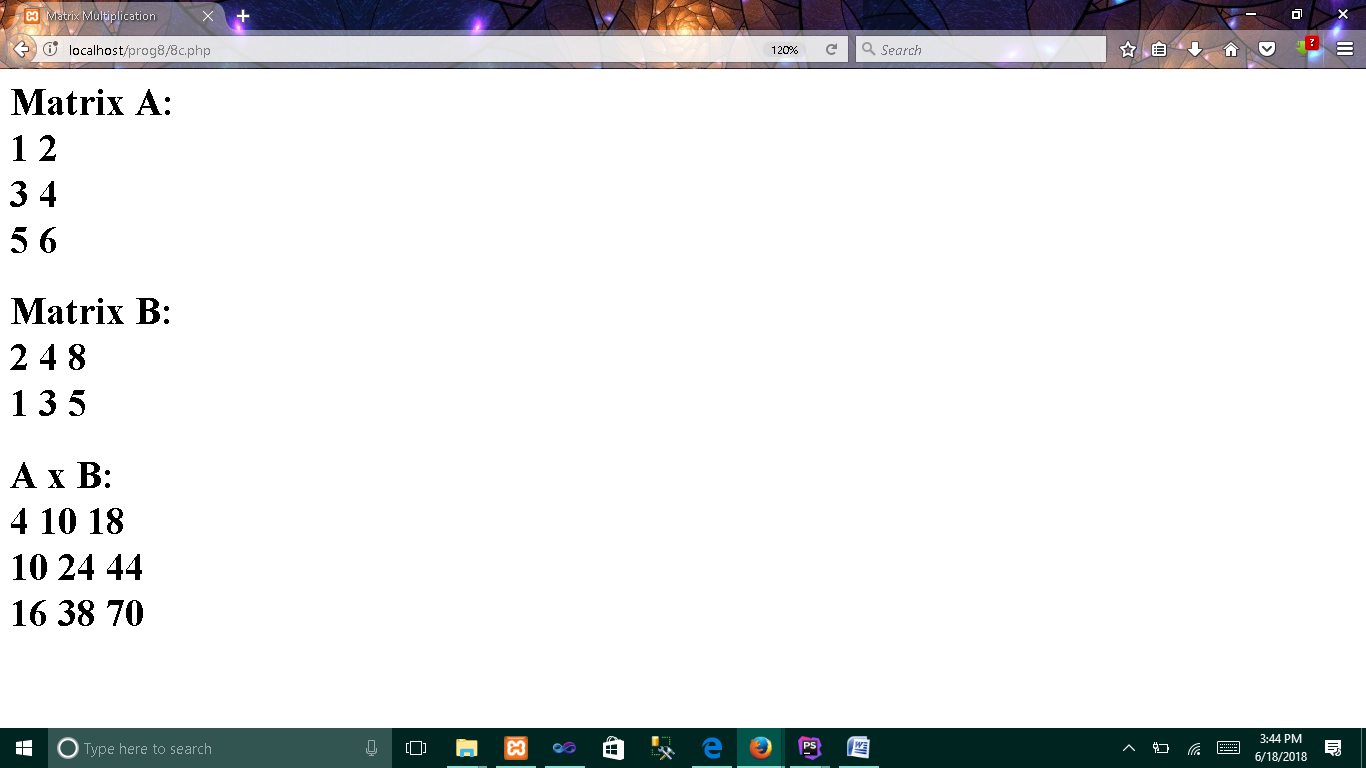 Matrix Multiplication
localhost/prog8/8c.php
120%
Search
?
Matrix A:
1 2
3 4
5 6
Matrix B:
2 4 8
1 3 5
A x B:
4 10 18
10 24 44
16 38 70
Type here to search
PS
W
3:44 PM
6/18/2018